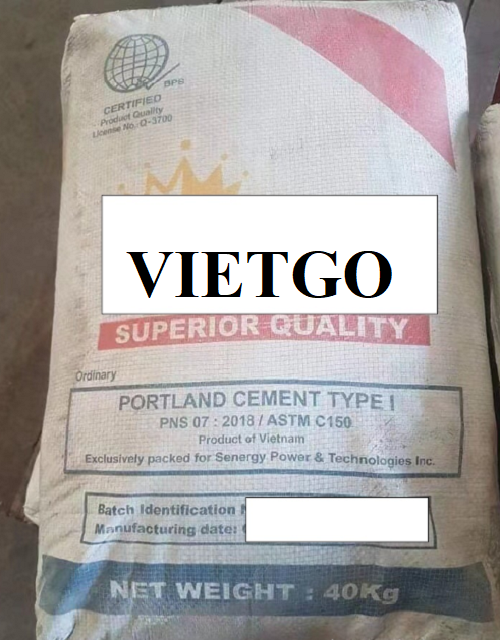 BPS
CERTIFIED
Product Quality
License No.: Q-3700
VIETGO
SUPERIOR QUALITY
Ordinary
PORTLAND CEMENT TYPE I
PNS 07 : 2018 / ASTM C150
Product of Vietnam
Exclusively packed for Senergy Power & Technologies Inc.
Batch Identification
Manufacturing date:
NET WEIGHT : 40Kg